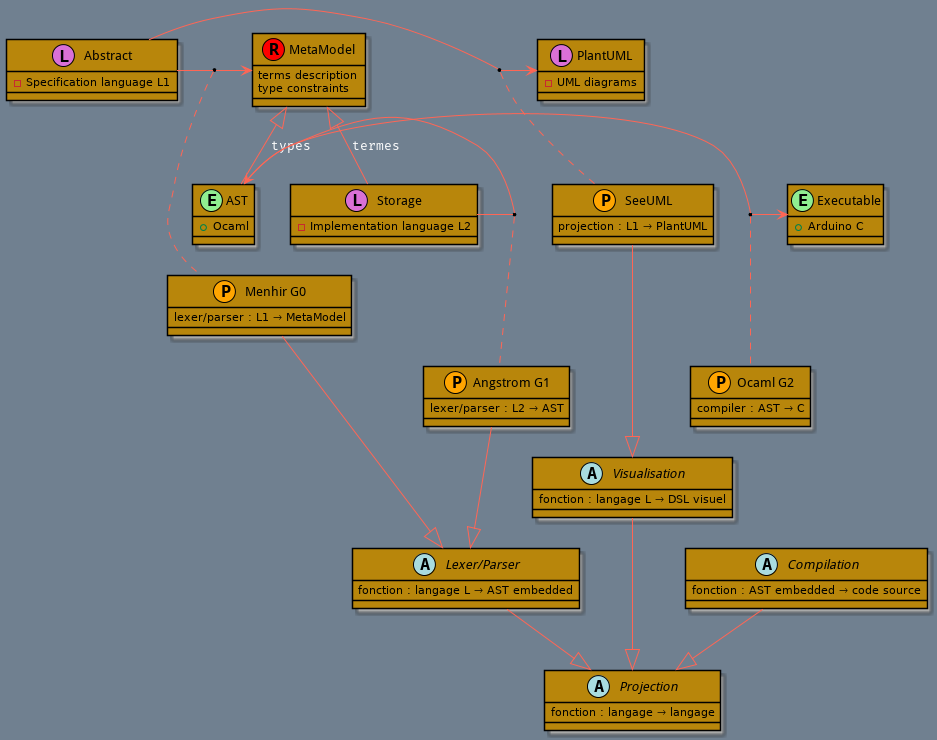 L Abstract
Specification language L1
R MetaModel
terms description
type constraints
L PlantUML
UML diagrams
types
termes
E AST
Ocaml
L Storage
Implementation language L2
P SeeUML
projection : L1 → PlantUML
E Executable
Arduino C
P Menhir G0
lexer/parser : L1 → MetaModel
P Angstrom G1
lexer/parser : L2 → AST
P Ocaml G2
compiler : AST → C
A Visualisation
fonction : langage L → DSL visuel
A Lexer/Parser
fonction : langage L → AST embedded
A Compilation
fonction : AST embedded → code source
A Projection
fonction : langage → langage